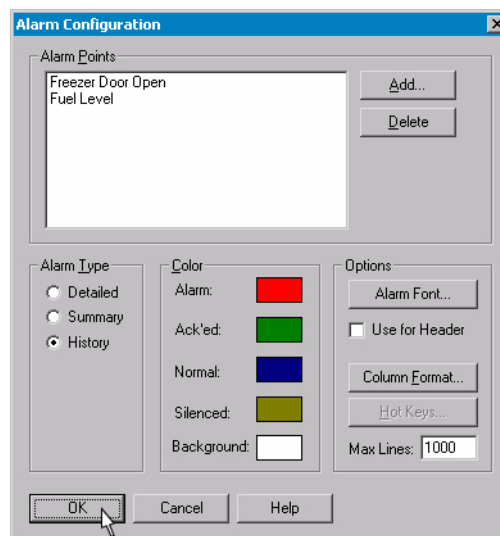 Alarm Configuration
Alarm Points
Freezer Door Open
Fuel Level
Add...
Delete
Alarm Type
Detailed
Summary
History
Color
Alarm:
Ack'ed:
Normal:
Silenced:
Background:
Options
Alarm Font...
Use for Header
Column Format...
Hot Keys...
Max Lines: 1000
OK
Cancel
Help